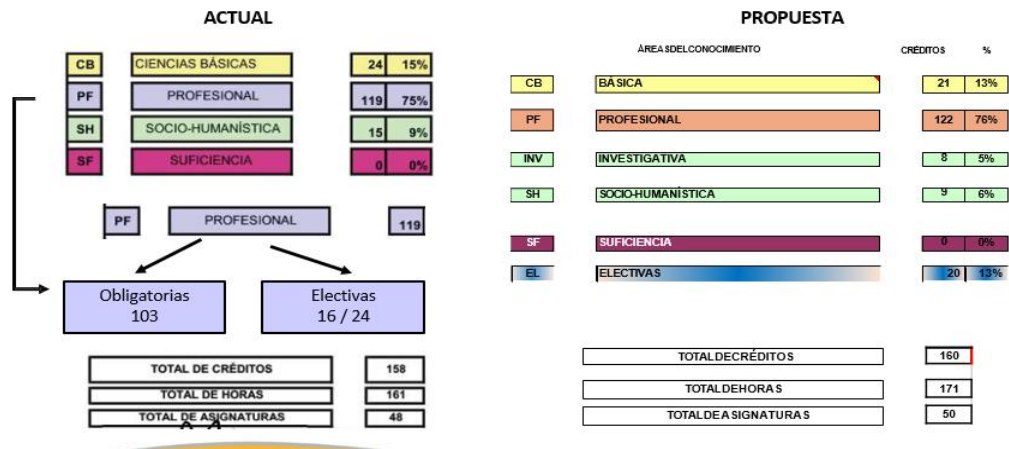 ACTUAL
CB CIENCIAS BÁSICAS 24 15%
PF PROFESIONAL 119 75%
SH SOCIO-HUMANÍSTICA 15 9%
SF SUFICIENCIA 0 0%
PF PROFESIONAL 119
Obligatorias
103
Electivas
16 / 24
TOTAL DE CRÉDITOS 158
TOTAL DE HORAS 161
TOTAL DE ASIGNATURAS 48
PROPUESTA
ÁREAS DEL CONOCIMIENTO CRÉDITOS %
CB BÁSICA 21 13%
PF PROFESIONAL 122 76%
INV INVESTIGATIVA 8 5%
SH SOCIO-HUMANÍSTICA 9 6%
SF SUFICIENCIA 0 0%
EL ELECTIVAS 20 13%
TOTAL DE CRÉDITOS 160
TOTAL DE HORAS 171
TOTAL DE ASIGNATURAS 50